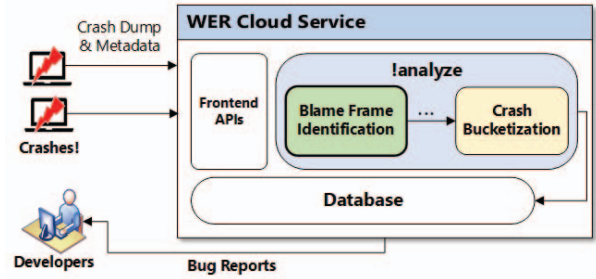 Crash Dump
& Metadata
WER Cloud Service
Crashes!
Frontend
APIs
!analyze
Blame Frame
Identification
...
Crash
Bucketization
Database
Developers
Bug Reports